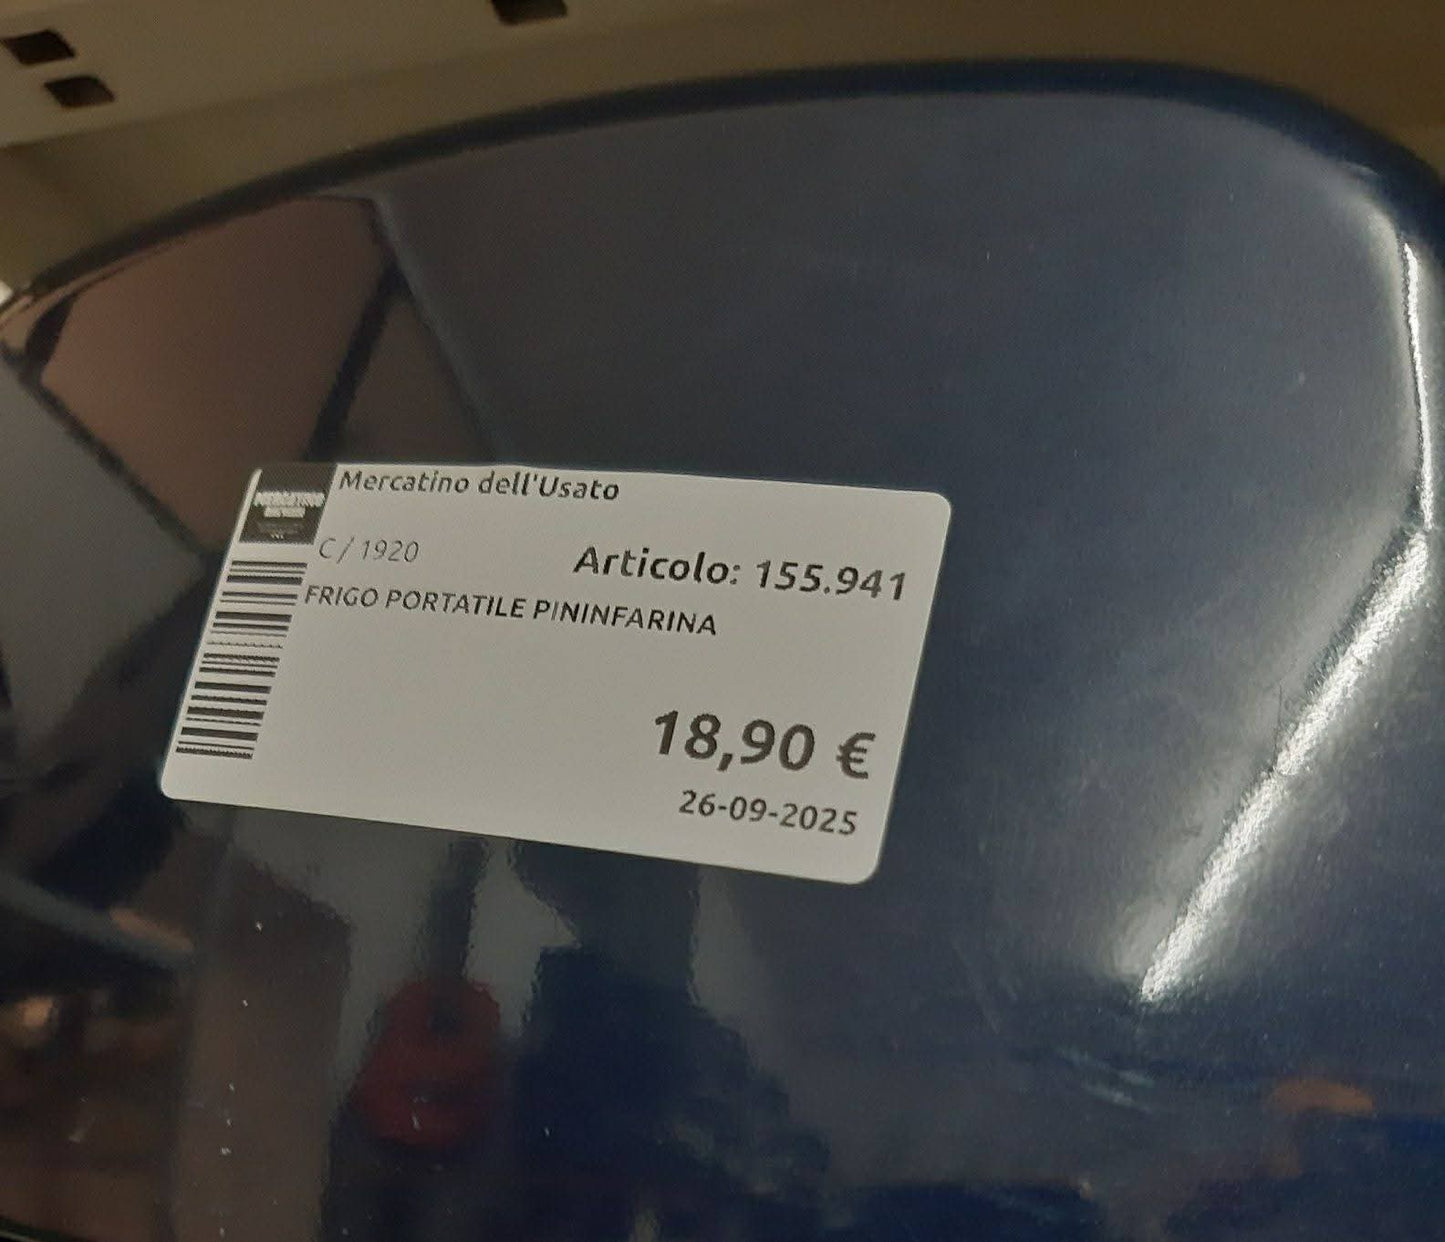 Mercatino dell'Usato
C/ 1920
Articolo: 155.941
FRIGO PORTATILE PININFARINA
18,90 €
26-09-2025